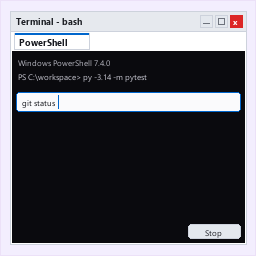 Terminal - bash
PowerShell
Windows PowerShell 7.4.0
PS C:\workspace> py -3.14 -m pytest
git status
Stop